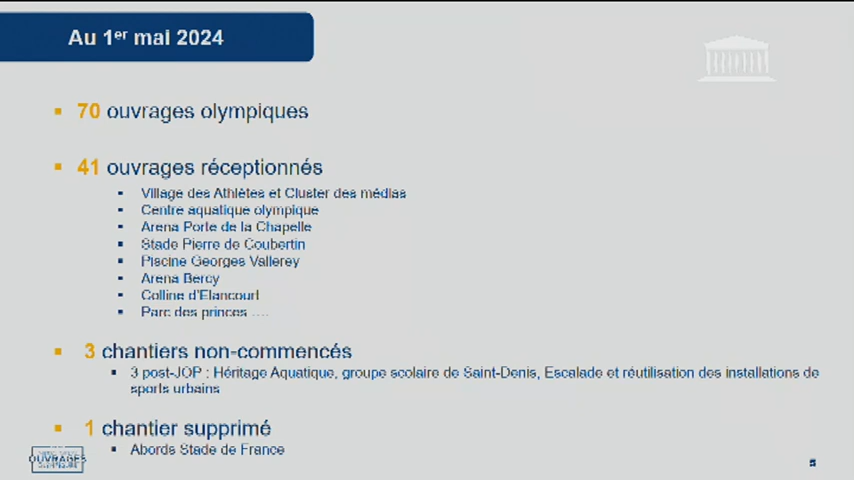 Au 1er mai 2024
70 ouvrages olympiques
41 ouvrages réceptionnés
Village des Athlètes et Cluster des médias
Centre aquatique olympique
Arena Porte de la Chapelle
Stade Pierre de Coubertin
Piscine Georges Vallerey
Arena Bercy
Colline d'Elancourt
Parc des princes ....
3 chantiers non-commencés
3 post-JOP : Héritage Aquatique, groupe scolaire de Saint-Denis, Escalade et réutilisation des installations de
sports urbains
1 chantier supprimé
Abords Stade de France
OUVRAGES